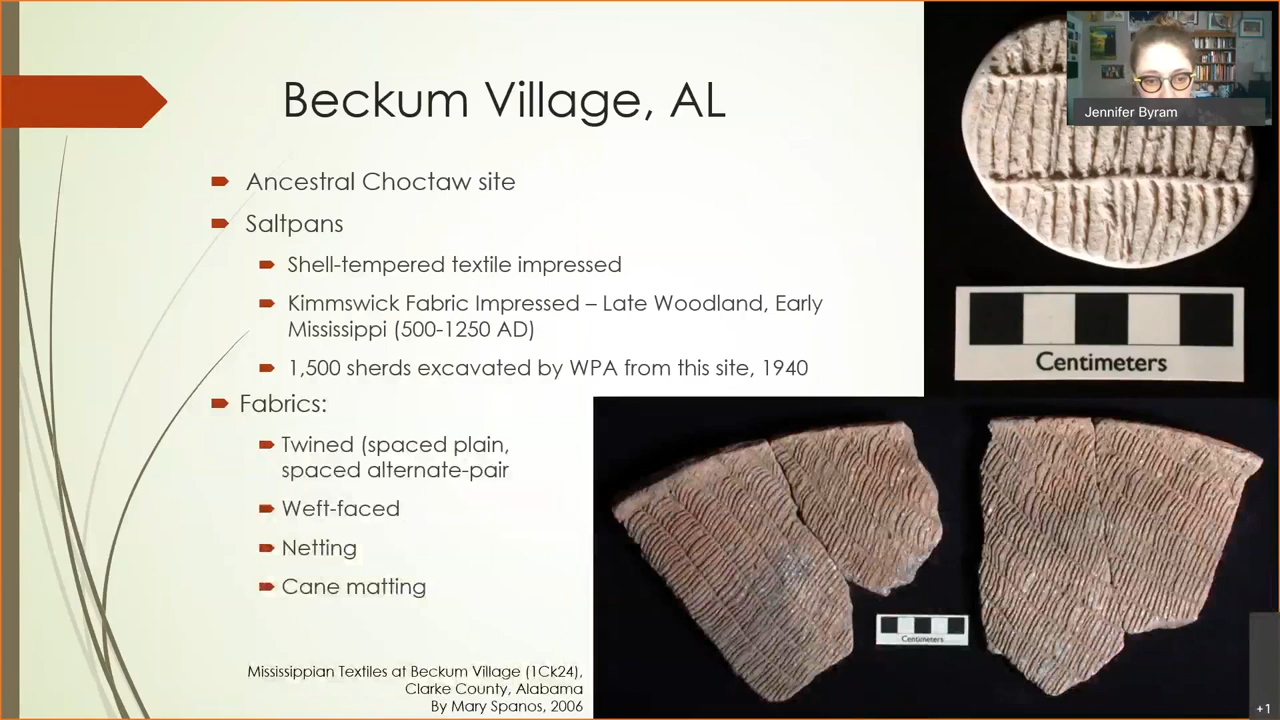 Beckum Village, AL
Ancestral Choctaw site
Saltpans
Shell-tempered textile impressed
Kimmswick Fabric Impressed – Late Woodland, Early
Mississippi (500-1250 AD)
1,500 sherds excavated by WPA from this site, 1940
Fabrics:
Twined (spaced plain,
spaced alternate-pair
Weft-faced
Netting
Cane matting
Mississippian Textiles at Beckum Village (1Ck24),
Clarke County, Alabama
By Mary Spanos, 2006
Jennifer Byram
Centimeters
Centimeters
+1